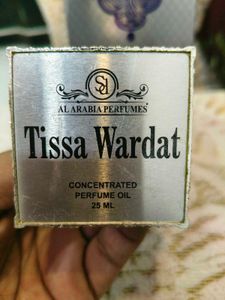 AL ARABIA PERFUMES
Tissa Wardat
CONCENTRATED
PERFUME OIL
25 ML